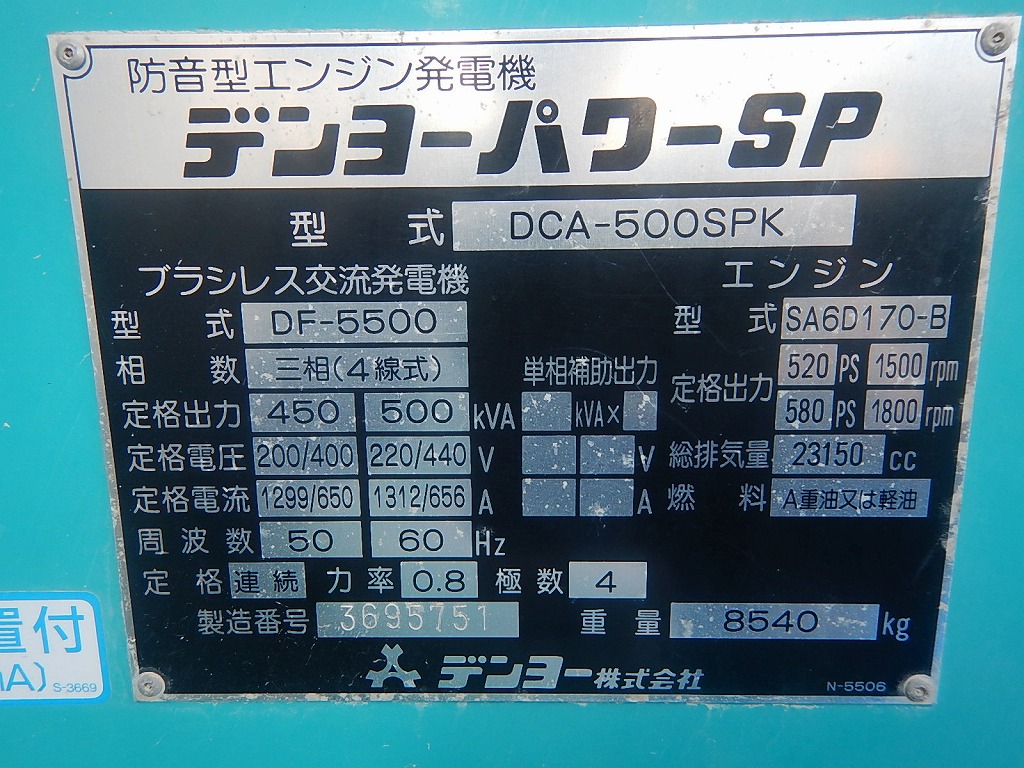 防音型エンジン発電機
デンヨーパワーSP
型式 DCA-500SPK
ブラシレス交流発電機
型式 DF-5500
相数 三相(4線式)
定格出力 450 500 kVA
定格電圧 200/400 220/440 V
定格電流 1299/650 1312/656 A
周波数 50 60 Hz
単相補助出力
kVA×
V
A
エンジン
型式 SA6D170-B
定格出力 520 PS 1500 rpm
580 PS 1800 rpm
総排気量 23150 cc
燃料 A重油又は軽油
定格 連続 力率 0.8 極数 4
製造番号 3695751 重量 8540 kg
デンヨー株式会社
N-5506
置付
A)
S-3669